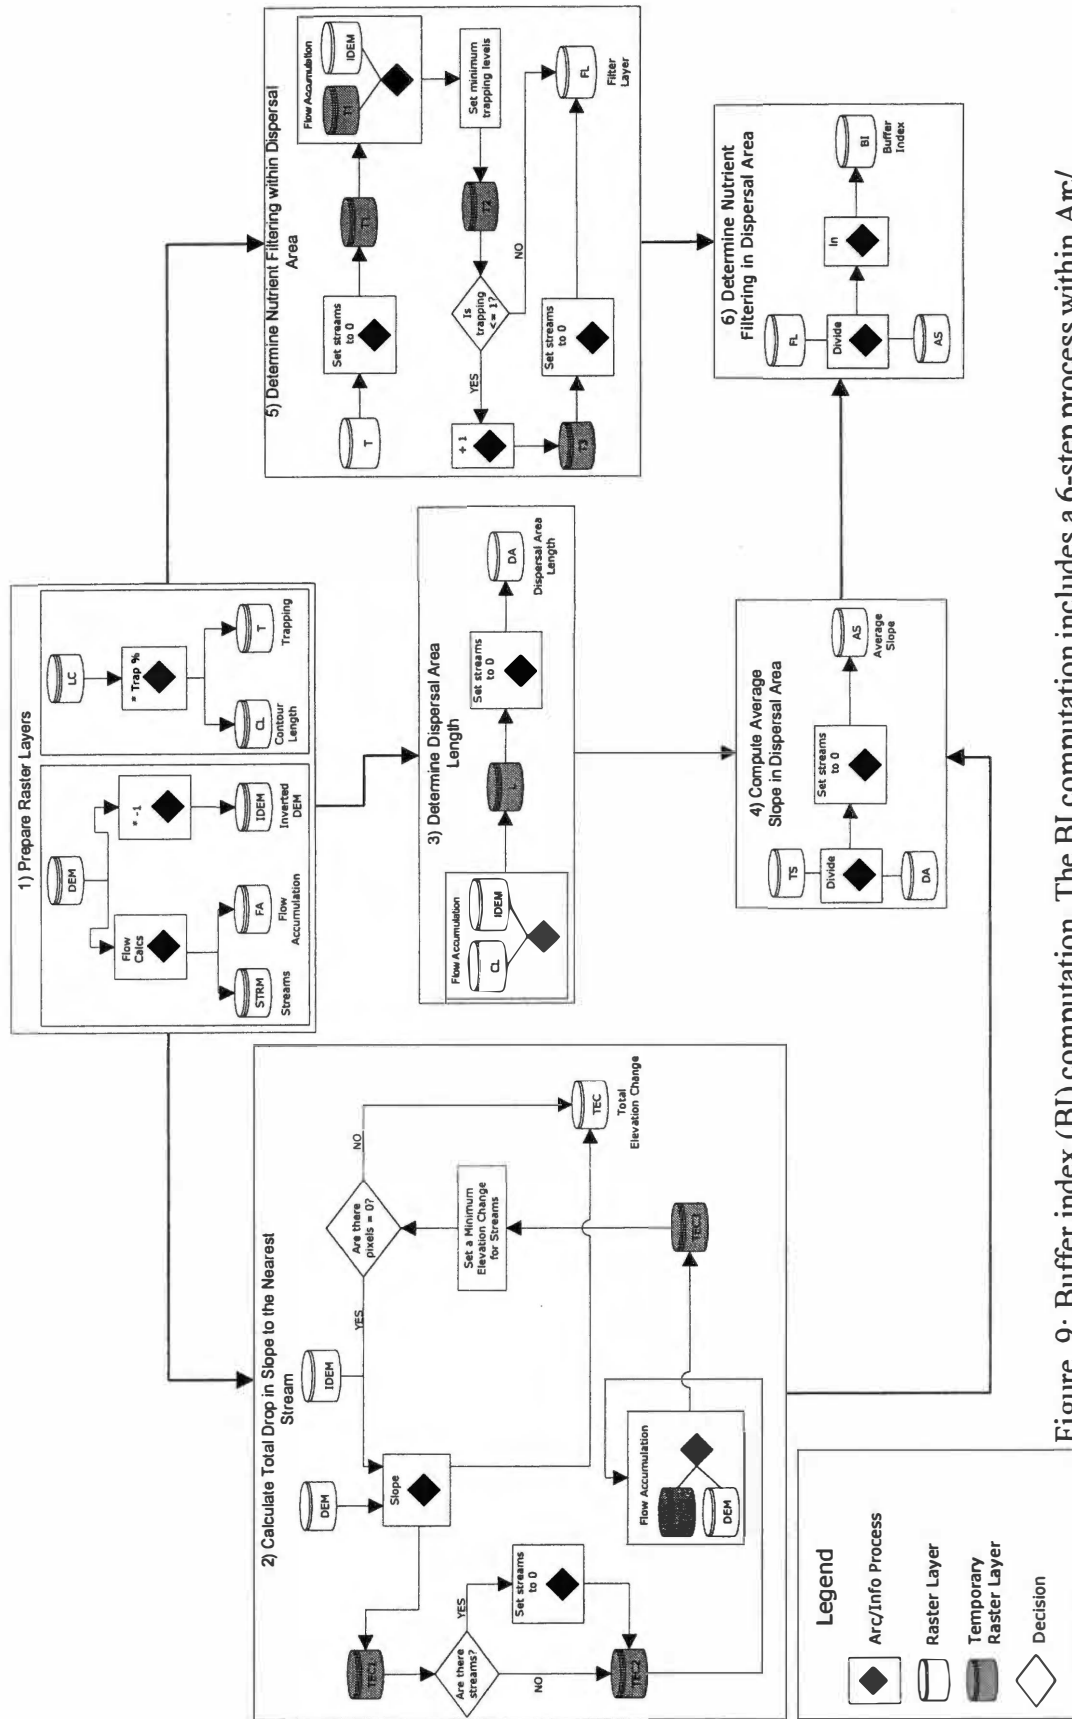 1) Prepare Raster Layers
DEM
Flow
Calcs
* -1
STRM
Streams
FA
Flow
Accumulation
IDEM
Inverted
DEM
LC
* Trap %
CL
Contour
Length
T
Trapping
2) Calculate Total Drop in Slope to the Nearest
Stream
DEM
IDEM
Slope
TEC1
Are there
streams?
YES
NO
Set streams
to 0
TEC2
Flow Accumulation
DEM
TEC3
Set a Minimum
Elevation Change
for Streams
Are there
pixels = 0?
YES
NO
TEC
Total
Elevation Change
3) Determine Dispersal Area
Length
Flow Accumulation
CL
IDEM
L
Set streams
to 0
DA
Dispersal Area
Length
4) Compute Average
Slope in Dispersal Area
TS
Divide
DA
Set streams
to 0
AS
Average
Slope
5) Determine Nutrient Filtering within Dispersal
Area
T
Set streams
to 0
T1
Flow Accumulation
T1
IDEM
Set minimum
trapping levels
T2
Is
trapping
<= 1?
YES
NO
+ 1
T3
Set streams
to 0
FL
Filter
Layer
6) Determine Nutrient
Filtering in Dispersal Area
FL
Divide
AS
ln
BI
Buffer
Index
Legend
Arc/Info Process
Raster Layer
Temporary
Raster Layer
Decision
Figure 9: Buffer index (BI) computation. The BI computation includes a 6-step process within Arc/